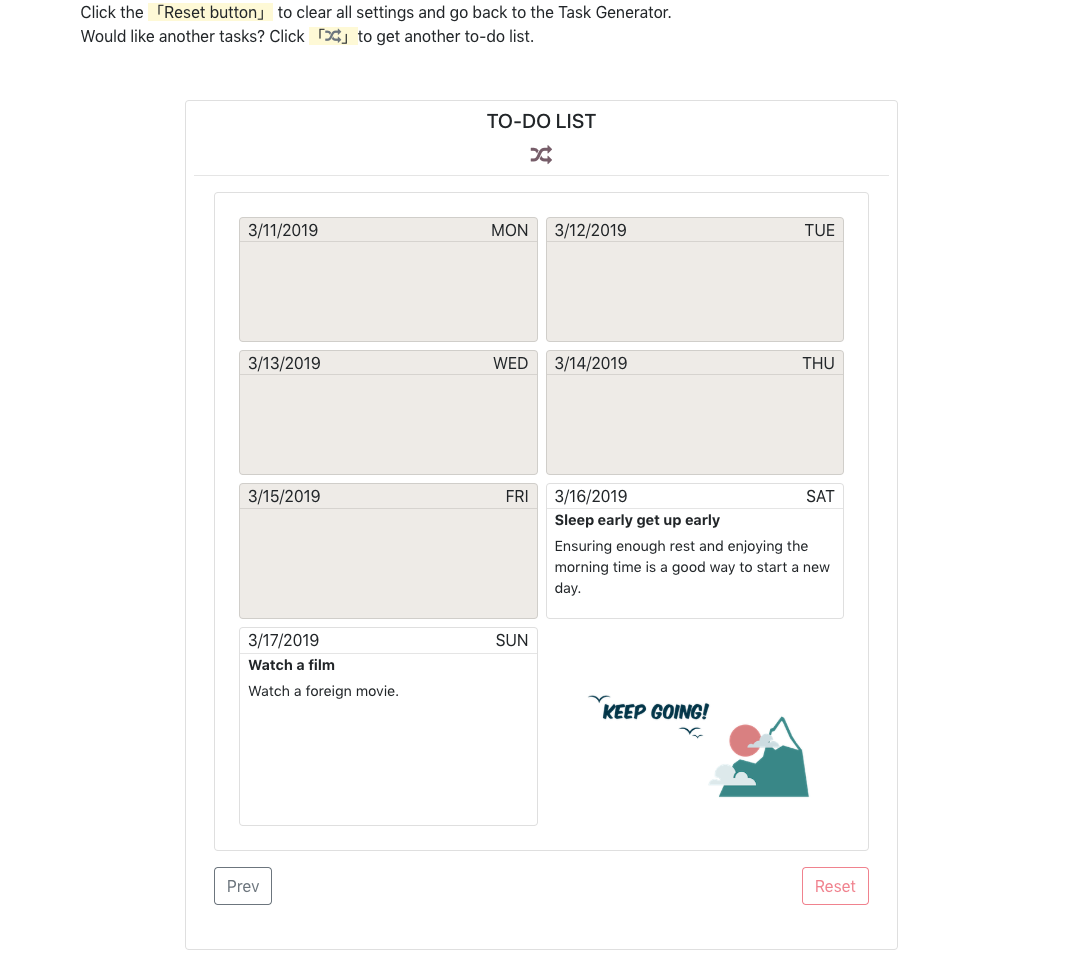 Click the 「Reset button」 to clear all settings and go back to the Task Generator.
Would like another tasks? Click 「🔀」to get another to-do list.
TO-DO LIST
3/11/2019 MON
3/12/2019 TUE
3/13/2019 WED
3/14/2019 THU
3/15/2019 FRI
3/16/2019 SAT
Sleep early get up early
Ensuring enough rest and enjoying the
morning time is a good way to start a new
day.
3/17/2019 SUN
Watch a film
Watch a foreign movie.
KEEP GOING!
Prev
Reset